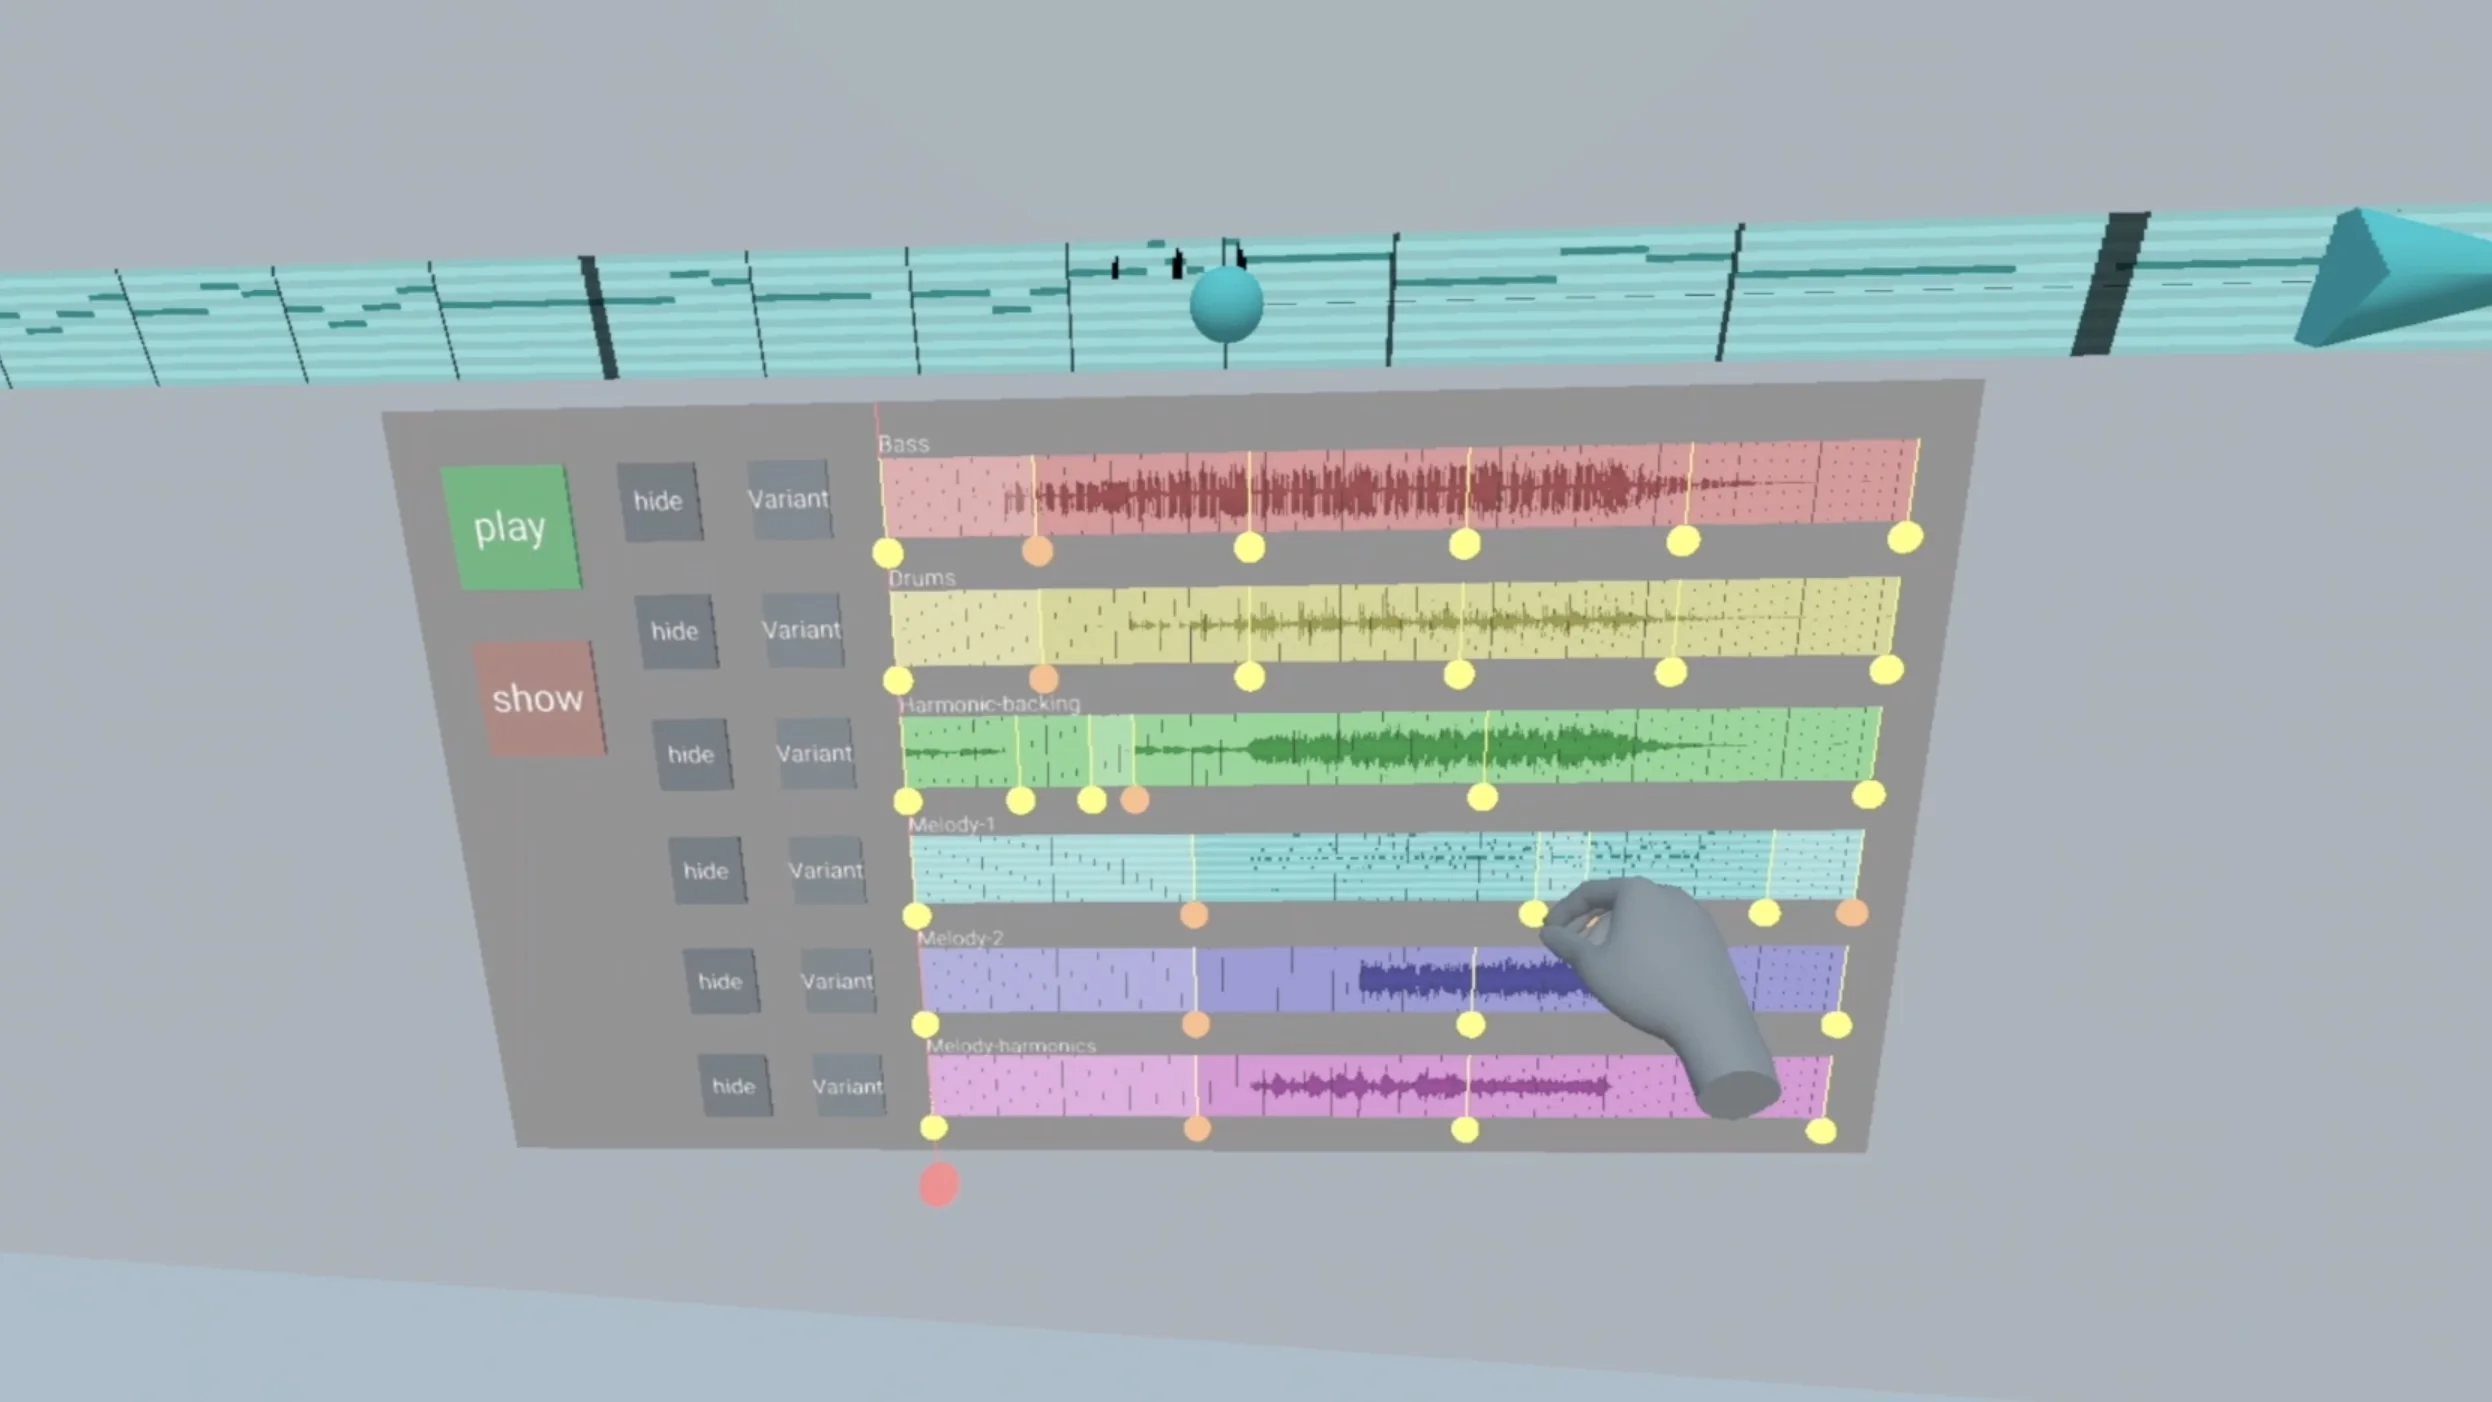 Bass
play
hide
Variant
Drums
hide
Variant
show
Harmonic-backing
hide
Variant
Melody-1
hide
Variant
Melody-2
hide
Variant
Melody-harmonics
hide
Variant